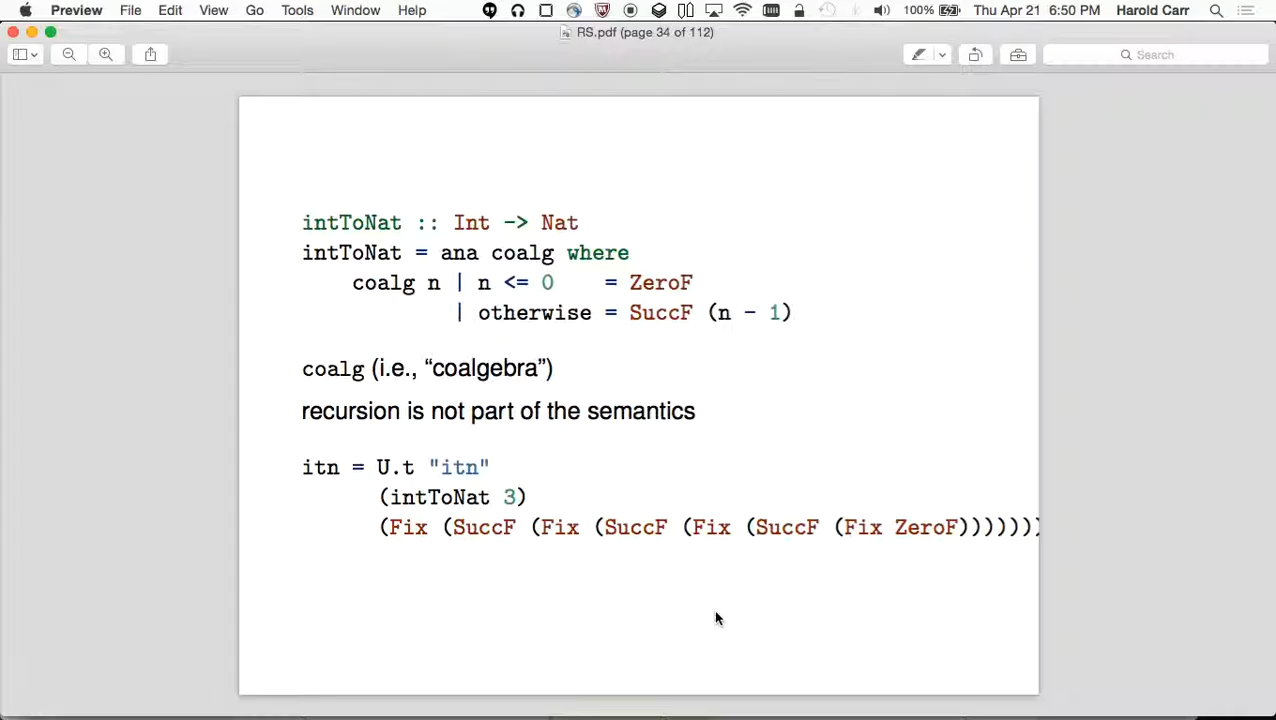 Preview File Edit View Go Tools Window Help 100% Thu Apr 21 6:50 PM Harold Carr
RS.pdf (page 34 of 112)
Search
intToNat :: Int -> Nat
intToNat = ana coalg where
coalg n | n <= 0 = ZeroF
| otherwise = SuccF (n - 1)
coalg (i.e., “coalgebra”)
recursion is not part of the semantics
itn = U.t "itn"
(intToNat 3)
(Fix (SuccF (Fix (SuccF (Fix (SuccF (Fix ZeroF)))))))